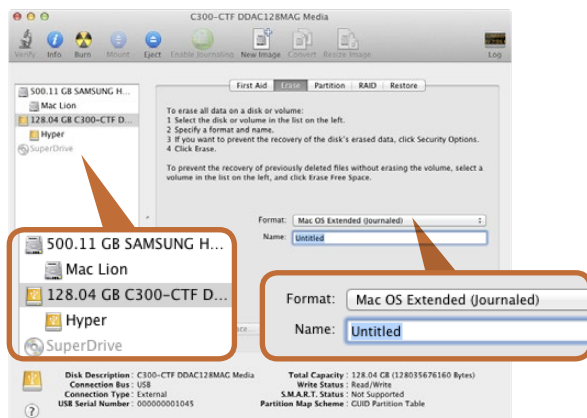 C300-CTF DDAC128MAG Media
Verify Info Burn Mount Eject Enable Journaling New Image Convert Resize Image Log
500.11 GB SAMSUNG H...
Mac Lion
128.04 GB C300-CTF D...
Hyper
SuperDrive
First Aid Erase Partition RAID Restore
To erase all data on a disk or volume:
1 Select the disk or volume in the list on the left.
2 Specify a format and name.
3 If you want to prevent the recovery of the disk's erased data, click Security Options.
4 Click Erase.
To prevent the recovery of previously deleted files without erasing the volume, select a
volume in the list on the left, and click Erase Free Space.
Format: Mac OS Extended (Journaled)
Name: Untitled
500.11 GB SAMSUNG H...
Mac Lion
128.04 GB C300-CTF D...
Hyper
SuperDrive
Format: Mac OS Extended (Journaled)
Name: Untitled
Disk Description : C300-CTF DDAC128MAG Media
Connection Bus : USB
Connection Type : External
USB Serial Number : 000000001045
Total Capacity : 128.04 GB (128035676160 Bytes)
Write Status : Read/Write
S.M.A.R.T. Status : Not Supported
Partition Map Scheme : GUID Partition Table
?